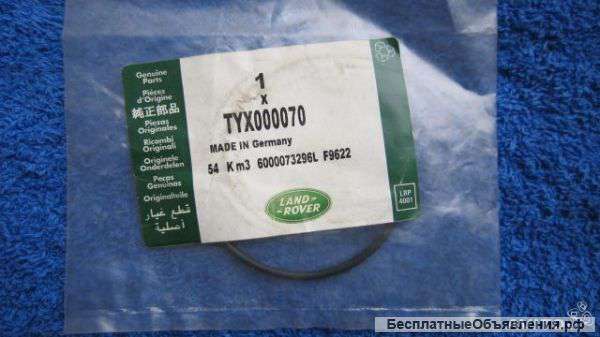 Genuine
Parts
Pièces
d'Origine
純正部品
Piezas
Originales
Ricambi
Originali
Originele
Onderdelen
Peças
Genuinas
Originalteile
قطع غيار
أصلية
1
x
TYX000070
MADE IN Germany
54 Km3 6000073296L F9622
LAND-
-ROVER
LRP
4001
БесплатныеОбъявления.рф